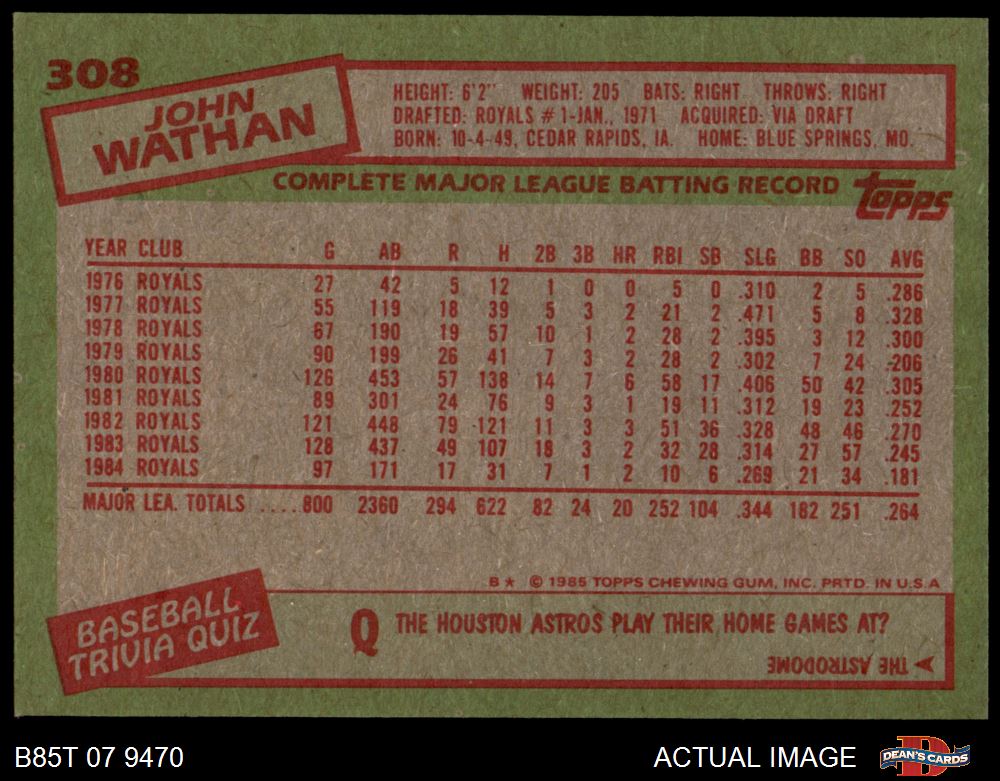 308
JOHN
WATHAN
HEIGHT: 6'2" WEIGHT: 205 BATS: RIGHT THROWS: RIGHT
DRAFTED: ROYALS #1-JAN., 1971 ACQUIRED: VIA DRAFT
BORN: 10-4-49, CEDAR RAPIDS, IA. HOME: BLUE SPRINGS, MO.
COMPLETE MAJOR LEAGUE BATTING RECORD topps
YEAR CLUB G AB R H 2B 3B HR RBI SB SLG BB SO AVG
1976 ROYALS 27 42 5 12 1 0 0 5 0 .310 2 5 .286
1977 ROYALS 55 119 18 39 5 3 2 21 2 .471 5 8 .328
1978 ROYALS 67 190 19 57 10 1 2 28 2 .395 3 12 .300
1979 ROYALS 90 199 26 41 7 3 2 28 2 .302 7 24 .206
1980 ROYALS 126 453 57 138 14 7 6 58 17 .406 50 42 .305
1981 ROYALS 89 301 24 76 9 3 1 19 11 .312 19 23 .252
1982 ROYALS 121 448 79 121 11 3 3 51 36 .328 48 46 .270
1983 ROYALS 128 437 49 107 18 3 2 32 28 .314 27 57 .245
1984 ROYALS 97 171 17 31 7 1 2 10 6 .269 21 34 .181
MAJOR LEA. TOTALS ....800 2360 294 622 82 24 20 252 104 .344 182 251 .264
B★ © 1985 TOPPS CHEWING GUM, INC. PRTD. IN U.S.A
BASEBALL
TRIVIA QUIZ
Q THE HOUSTON ASTROS PLAY THEIR HOME GAMES AT?
THE ASTRODOME
B85T 07 9470
ACTUAL IMAGE
DEAN'S CARDS